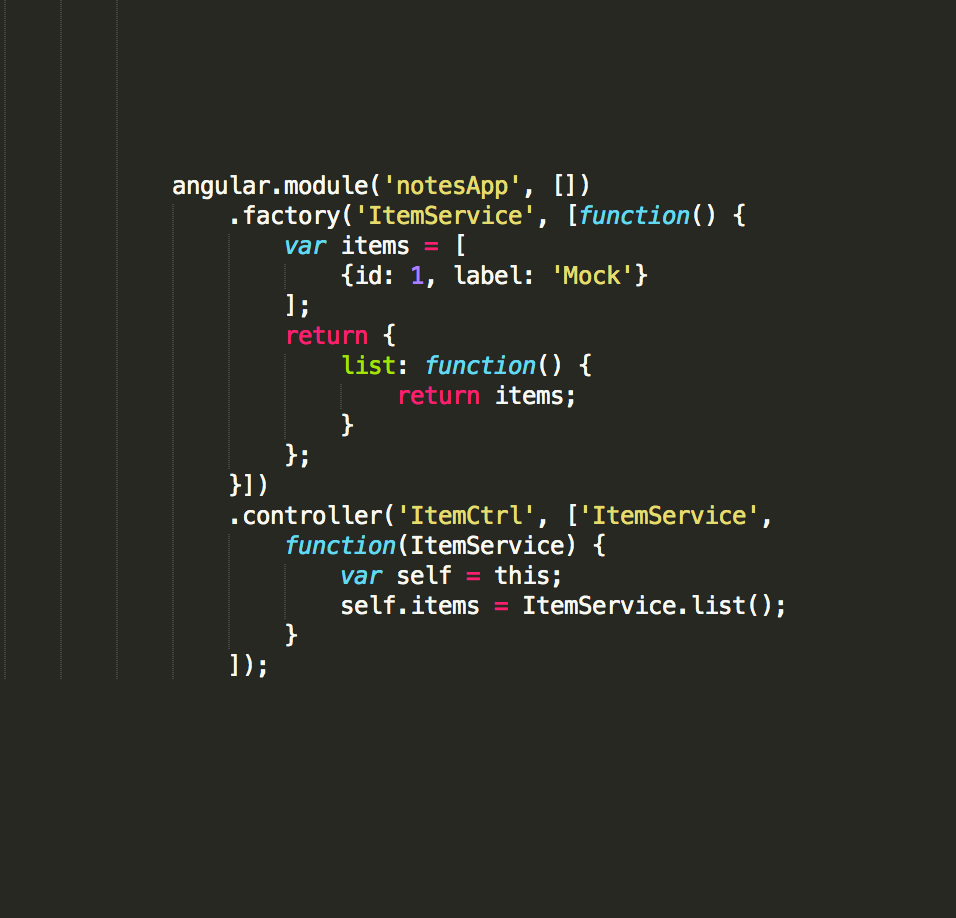 angular.module('notesApp', [])
    .factory('ItemService', [function() {
        var items = [
            {id: 1, label: 'Mock'}
        ];
        return {
            list: function() {
                return items;
            }
        };
    }])
    .controller('ItemCtrl', ['ItemService',
        function(ItemService) {
            var self = this;
            self.items = ItemService.list();
        }
    ]);